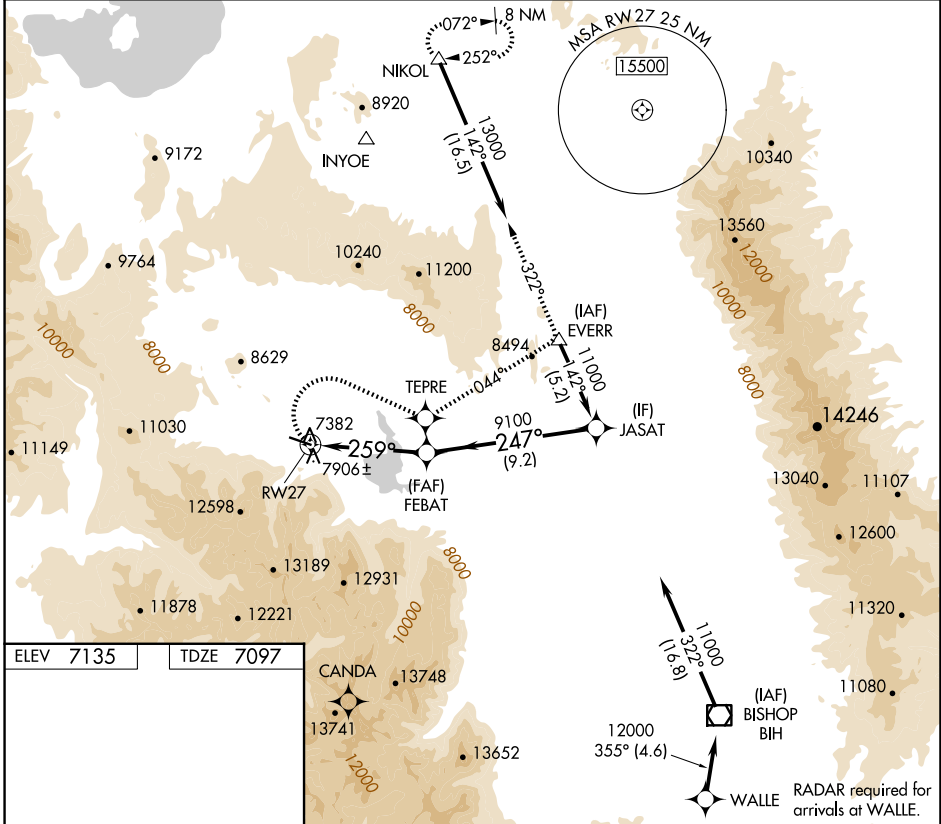 072°
8 NM
252°
NIKOL
MSA RW27 25 NM
15500
8920
INYOE
9172
13000
142°
(16.5)
10340
13560
12000
10000
9764
10240
11200
8000
322°
(IAF)
EVERR
10000
8000
8629
8494
044°
11000
142°
(5.2)
8000
TEPRE
(IF)
JASAT
11149
11030
7382
7906±
259°
9100
247°
(9.2)
14246
RW27
(FAF)
FEBAT
13040
11107
12598
12600
8000
13189
12931
11878
12221
10000
11320
11000
322°
(16.8)
ELEV 7135
TDZE 7097
CANDA
13748
13741
11080
(IAF)
BISHOP
BIH
12000
13652
12000
355° (4.6)
WALLE
RADAR required for
arrivals at WALLE.